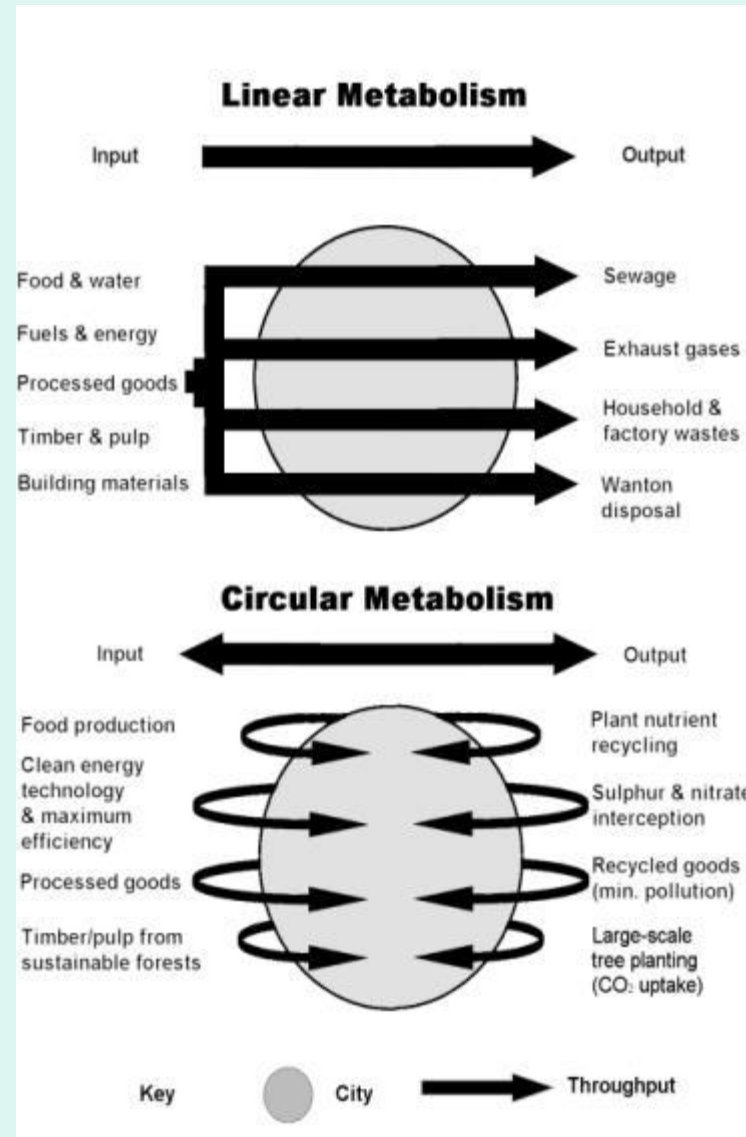 Linear Metabolism
Input
Output
Food & water
Fuels & energy
Processed goods
Timber & pulp
Building materials
Sewage
Exhaust gases
Household &
factory wastes
Wanton
disposal
Circular Metabolism
Input
Output
Food production
Clean energy
technology
& maximum
efficiency
Processed goods
Timber/pulp from
sustainable forests
Plant nutrient
recycling
Sulphur & nitrate
interception
Recycled goods
(min. pollution)
Large-scale
tree planting
(CO₂ uptake)
Key
City
Throughput